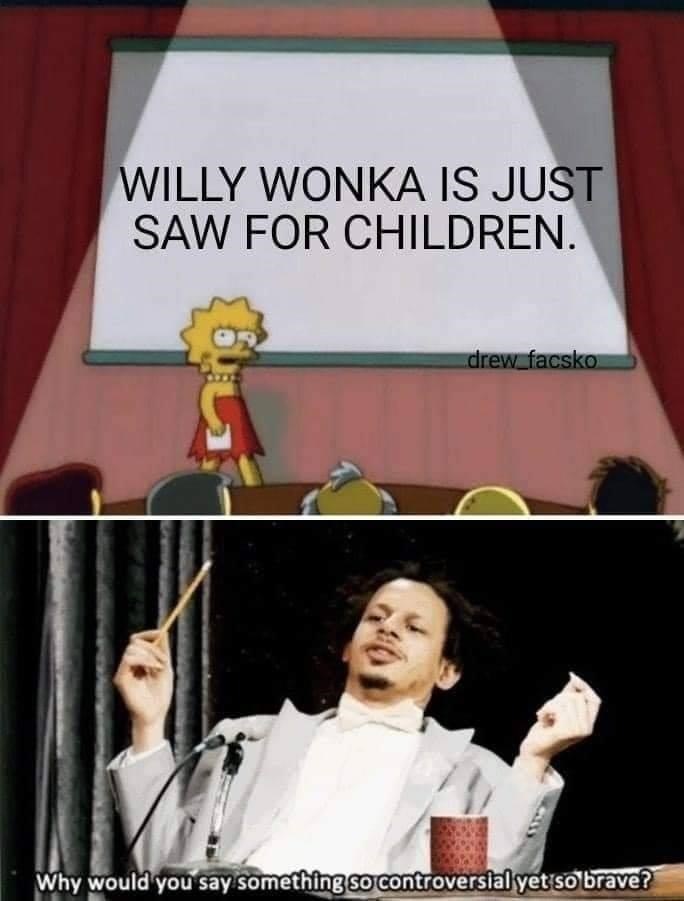 WILLY WONKA IS JUST
SAW FOR CHILDREN.
drew_facsko
Why would you say something so controversial yet so brave?